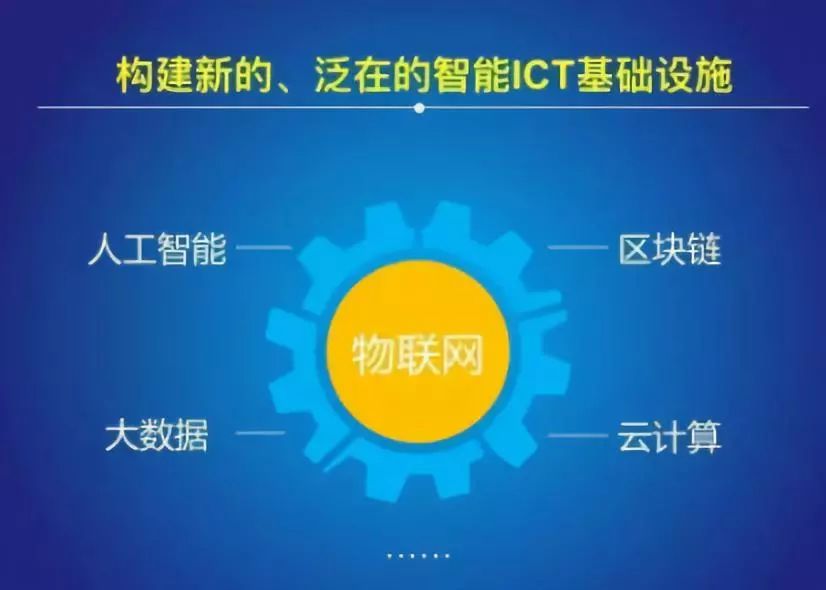 构建新的、泛在的智能ICT基础设施
人工智能
区块链
物联网
大数据
云计算
......